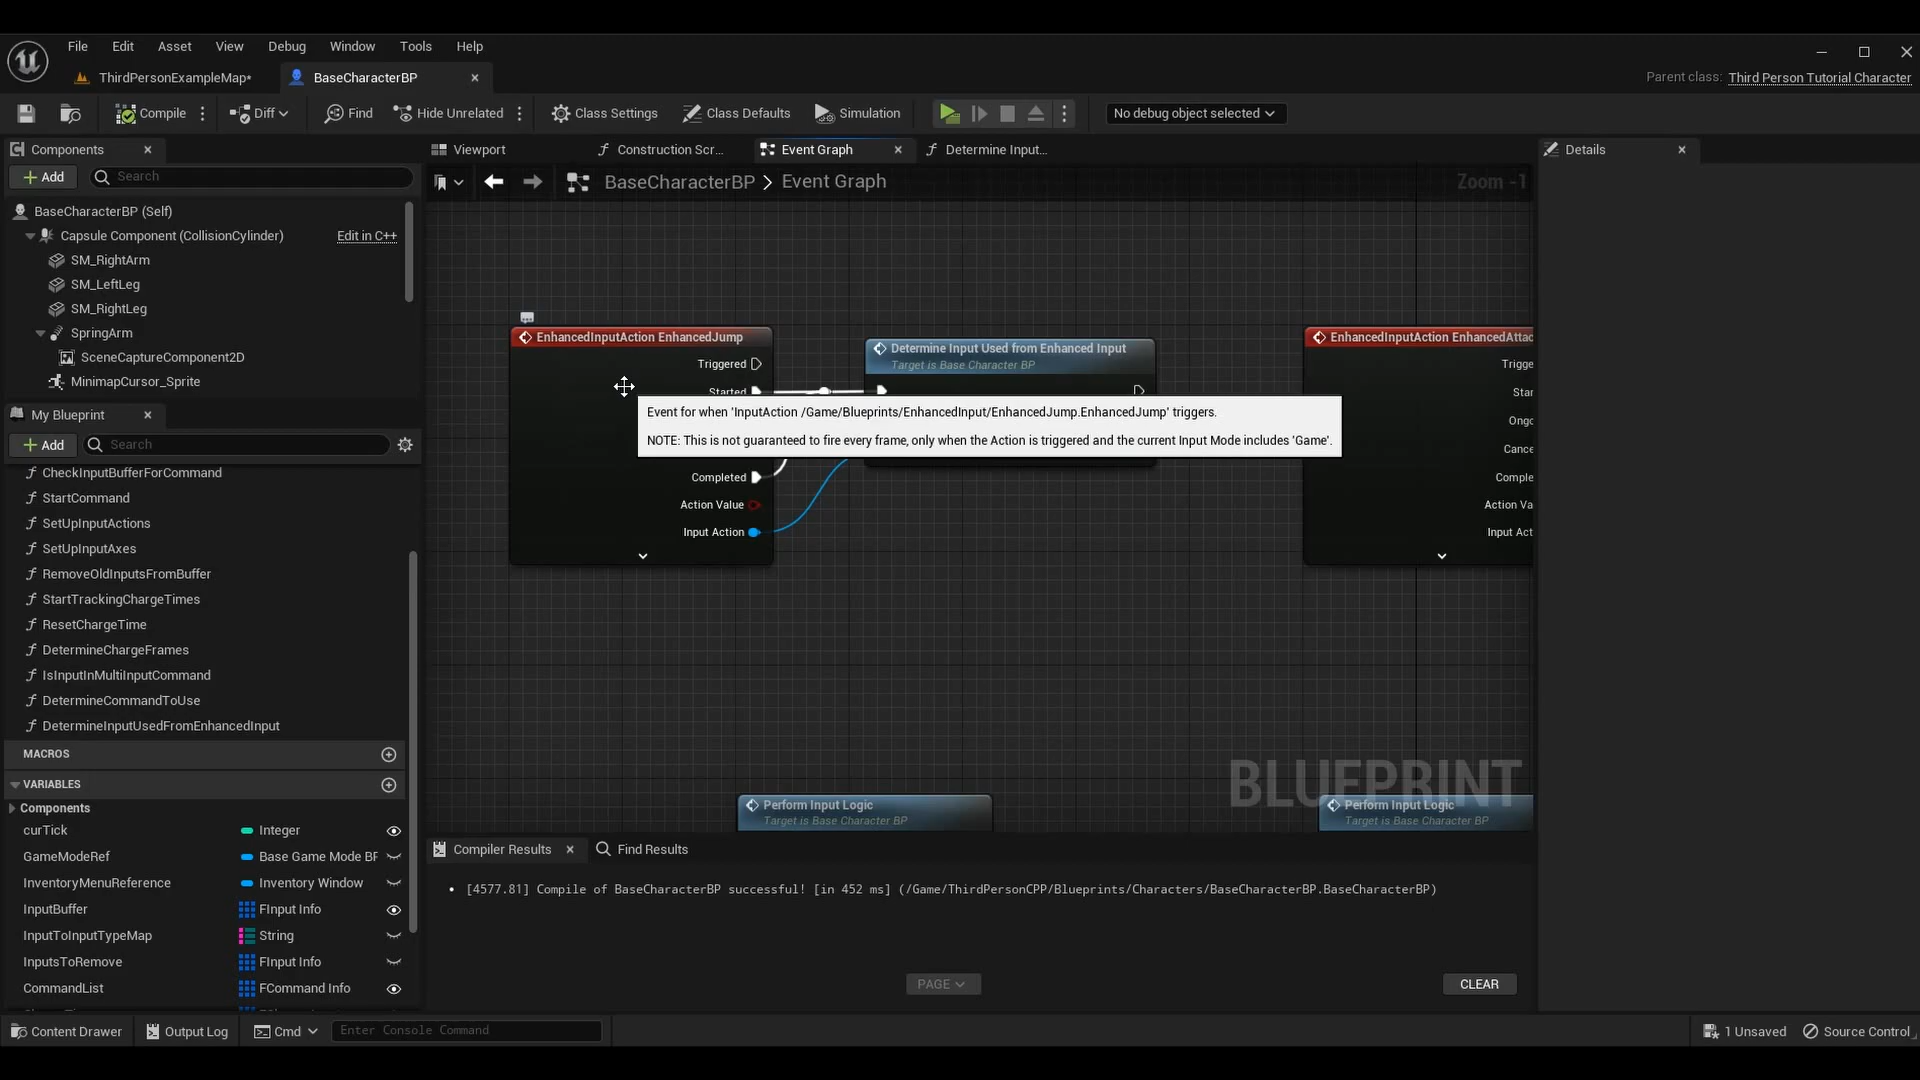 File Edit Asset View Debug Window Tools Help
ThirdPersonExampleMap*
BaseCharacterBP
Parent class: Third Person Tutorial Character
Compile
Diff
Find
Hide Unrelated
Class Settings
Class Defaults
Simulation
No debug object selected
Components
Viewport
Construction Scr...
Event Graph
Determine Input...
Details
Add
Search
BaseCharacterBP > Event Graph
Zoom -1
BaseCharacterBP (Self)
Capsule Component (CollisionCylinder)
Edit in C++
SM_RightArm
SM_LeftLeg
SM_RightLeg
SpringArm
SceneCaptureComponent2D
MinimapCursor_Sprite
My Blueprint
Add
Search
CheckInputBufferForCommand
StartCommand
SetUpInputActions
SetUpInputAxes
RemoveOldInputsFromBuffer
StartTrackingChargeTimes
ResetChargeTime
DetermineChargeFrames
IsInputInMultiInputCommand
DetermineCommandToUse
DetermineInputUsedFromEnhancedInput
MACROS
VARIABLES
Components
curTick Integer
GameModeRef Base Game Mode BP
InventoryMenuReference Inventory Window
InputBuffer FInput Info
InputToInputTypeMap String
InputsToRemove FInput Info
CommandList FCommand Info
EnhancedInputAction EnhancedJump
Triggered
Started
Completed
Action Value
Input Action
Determine Input Used from Enhanced Input
Target is Base Character BP
Event for when 'InputAction /Game/Blueprints/EnhancedInput/EnhancedJump.EnhancedJump' triggers.
NOTE: This is not guaranteed to fire every frame, only when the Action is triggered and the current Input Mode includes 'Game'.
EnhancedInputAction EnhancedAttac
Trigge
Star
Ongo
Cance
Comple
Action Va
Input Act
Perform Input Logic
Target is Base Character BP
Perform Input Logic
Target is Base Character BP
BLUEPRINT
Compiler Results
Find Results
• [4577.81] Compile of BaseCharacterBP successful! [in 452 ms] (/Game/ThirdPersonCPP/Blueprints/Characters/BaseCharacterBP.BaseCharacterBP)
PAGE
CLEAR
Content Drawer
Output Log
Cmd
Enter Console Command
1 Unsaved
Source Control